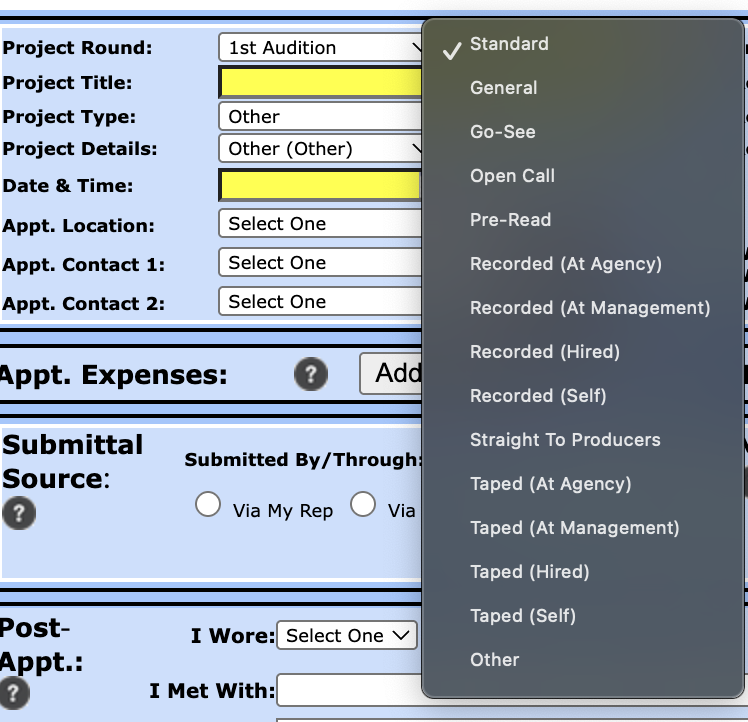 Project Round: 1st Audition
Project Title:
Project Type: Other
Project Details: Other (Other)
Date & Time:
Appt. Location: Select One
Appt. Contact 1: Select One
Appt. Contact 2: Select One
Appt. Expenses: ? Add
Submittal
Source:
?
Submitted By/Through:
Via My Rep Via
Post-
Appt.:
?
I Wore: Select One
I Met With:
✓ Standard
General
Go-See
Open Call
Pre-Read
Recorded (At Agency)
Recorded (At Management)
Recorded (Hired)
Recorded (Self)
Straight To Producers
Taped (At Agency)
Taped (At Management)
Taped (Hired)
Taped (Self)
Other